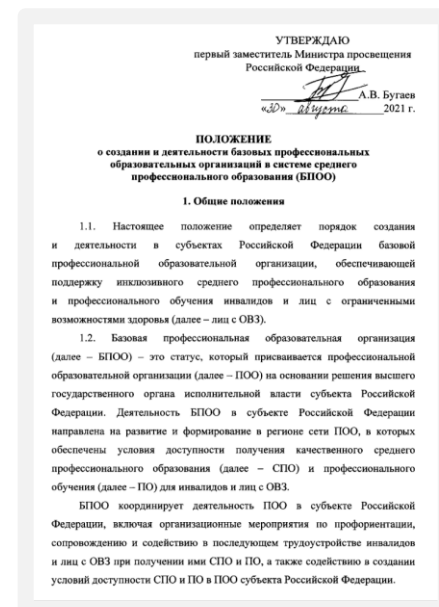 УТВЕРЖДАЮ
первый заместитель Министра просвещения
Российской Федерации
А.В. Бугаев
«30» августа 2021 г.
ПОЛОЖЕНИЕ
о создании и деятельности базовых профессиональных
образовательных организаций в системе среднего
профессионального образования (БПОО)
1. Общие положения
1.1. Настоящее положение определяет порядок создания
и деятельности в субъектах Российской Федерации базовой
профессиональной образовательной организации, обеспечивающей
поддержку инклюзивного среднего профессионального образования
и профессионального обучения инвалидов и лиц с ограниченными
возможностями здоровья (далее – лиц с ОВЗ).
1.2. Базовая профессиональная образовательная организация
(далее – БПОО) – это статус, который присваивается профессиональной
образовательной организации (далее – ПОО) на основании решения высшего
государственного органа исполнительной власти субъекта Российской
Федерации. Деятельность БПОО в субъекте Российской Федерации
направлена на развитие и формирование в регионе сети ПОО, в которых
обеспечены условия доступности получения качественного среднего
профессионального образования (далее – СПО) и профессионального
обучения (далее – ПО) для инвалидов и лиц с ОВЗ.
БПОО координирует деятельность ПОО в субъекте Российской
Федерации, включая организационные мероприятия по профориентации,
сопровождению и содействию в последующем трудоустройстве инвалидов
и лиц с ОВЗ при получении ими СПО и ПО, а также содействию в создании
условий доступности СПО и ПО в ПОО субъекта Российской Федерации.